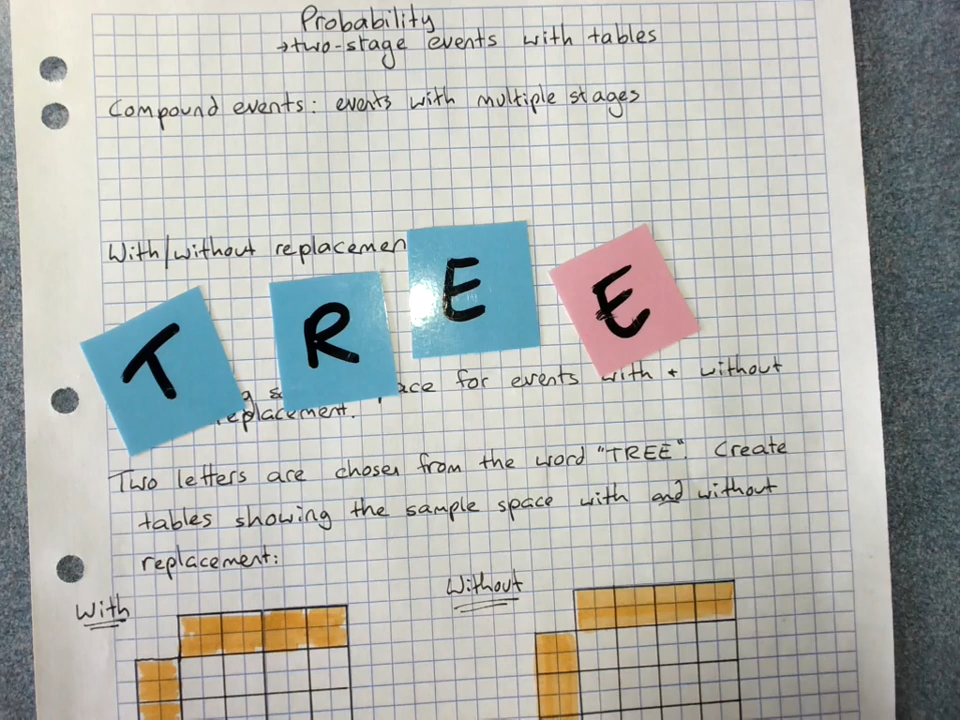 Probability
→two-stage events with tables
Compound events: events with multiple stages
With/without replacemen
T R E E
ace for events with + without
replacement.
Two letters are chosen from the word "TREE". Create
tables showing the sample space with and without
replacement:
With
Without